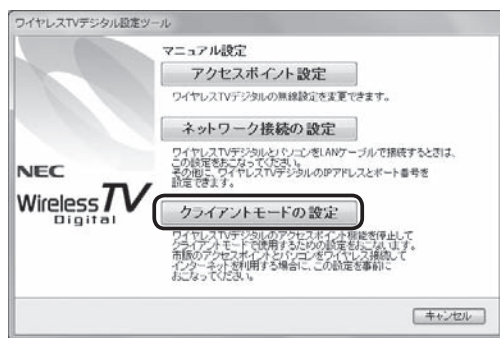 ワイヤレスTVデジタル設定ツール
マニュアル設定
アクセスポイント設定
ワイヤレスTVデジタルの無線設定を変更できます。
ネットワーク接続の設定
ワイヤレスTVデジタルとパソコンをLANケーブルで接続するときは、
この設定をおこなってください。
その他に、ワイヤレスTVデジタルのIPアドレスとポート番号を
設定できます。
NEC
Wireless TV
Digital
クライアントモードの設定
ワイヤレスTVデジタルのアクセスポイント機能を停止して
クライアントモードで使用するための設定をおこないます。
市販のアクセスポイントとパソコンをワイヤレス接続して
インターネットを利用する場合に、この設定を事前に
おこなってください。
キャンセル